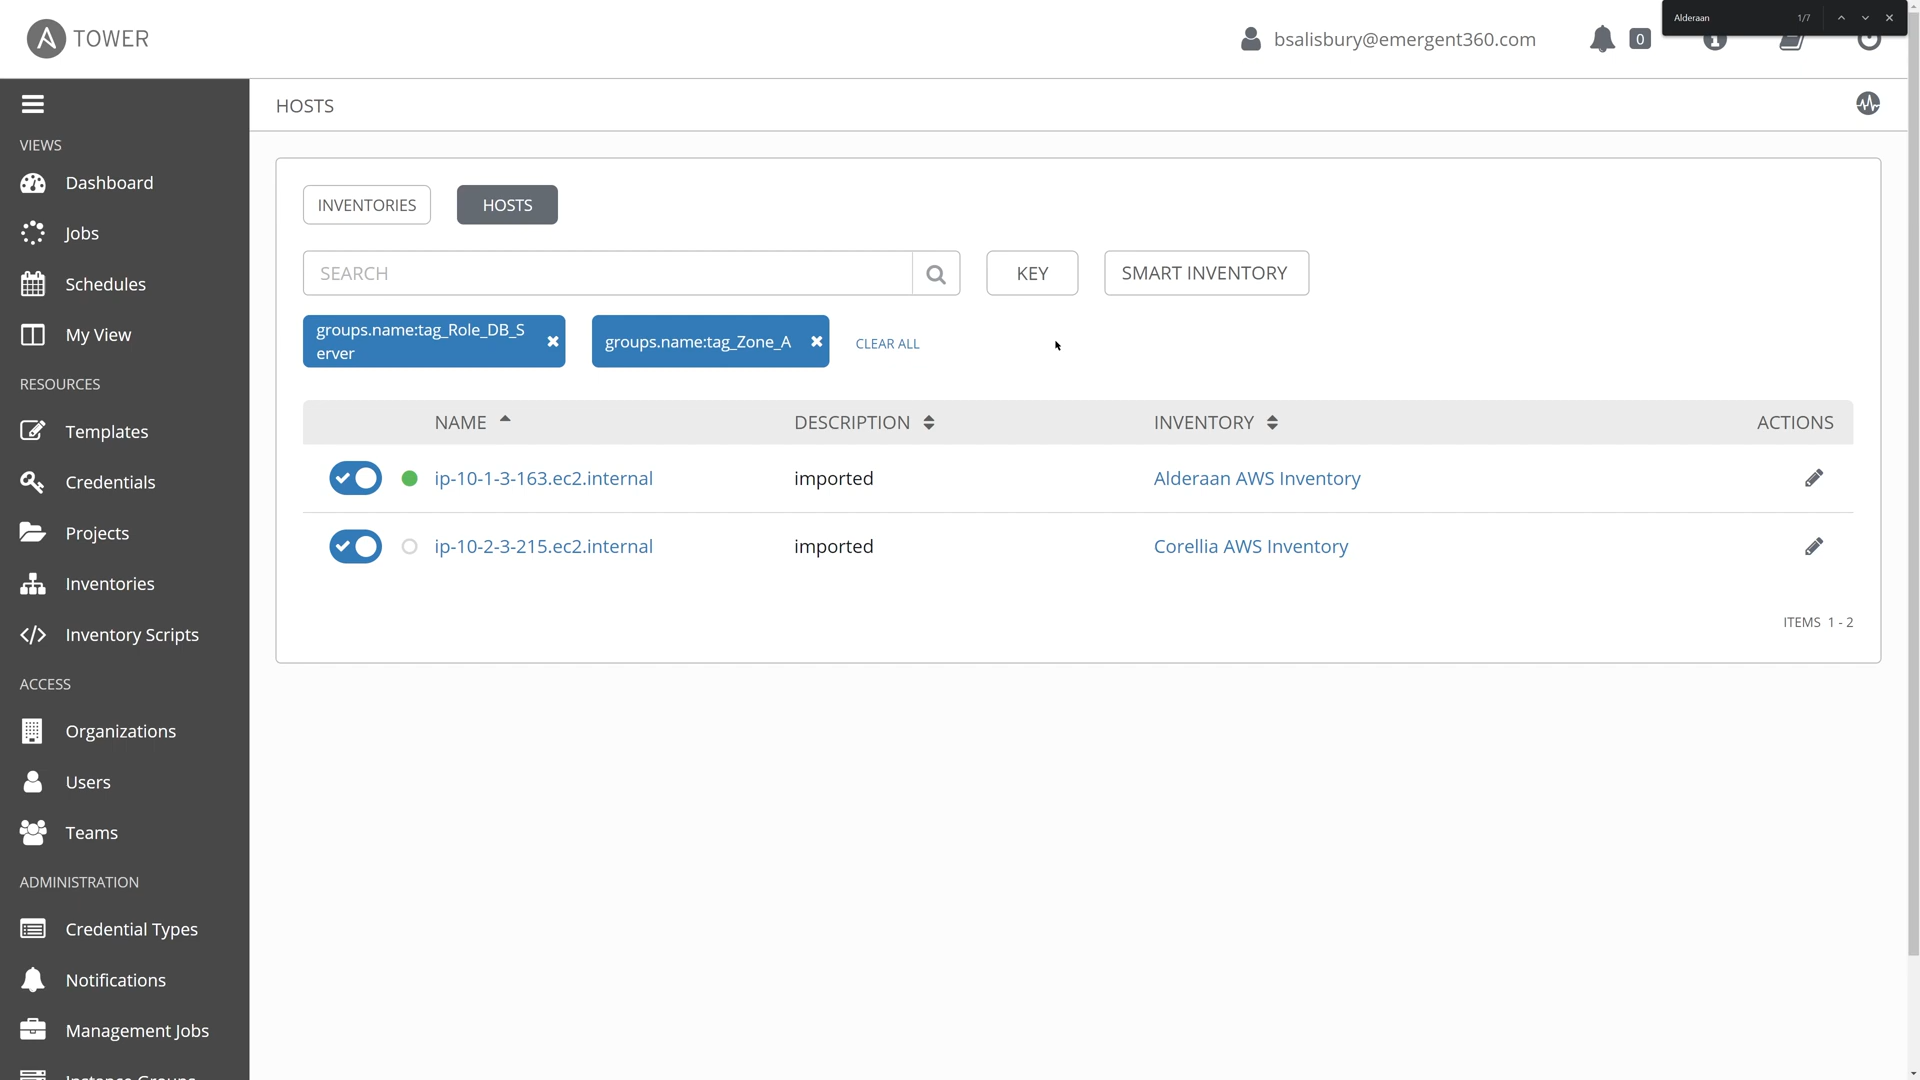 TOWER
bsalisbury@emergent360.com
0
Alderaan
1/7
HOSTS
VIEWS
Dashboard
Jobs
Schedules
My View
RESOURCES
Templates
Credentials
Projects
Inventories
Inventory Scripts
ACCESS
Organizations
Users
Teams
ADMINISTRATION
Credential Types
Notifications
Management Jobs
Instance Groups
INVENTORIES
HOSTS
SEARCH
KEY
SMART INVENTORY
groups.name:tag_Role_DB_S
erver
groups.name:tag_Zone_A
CLEAR ALL
NAME DESCRIPTION INVENTORY ACTIONS
ip-10-1-3-163.ec2.internal imported Alderaan AWS Inventory
ip-10-2-3-215.ec2.internal imported Corellia AWS Inventory
ITEMS 1 - 2